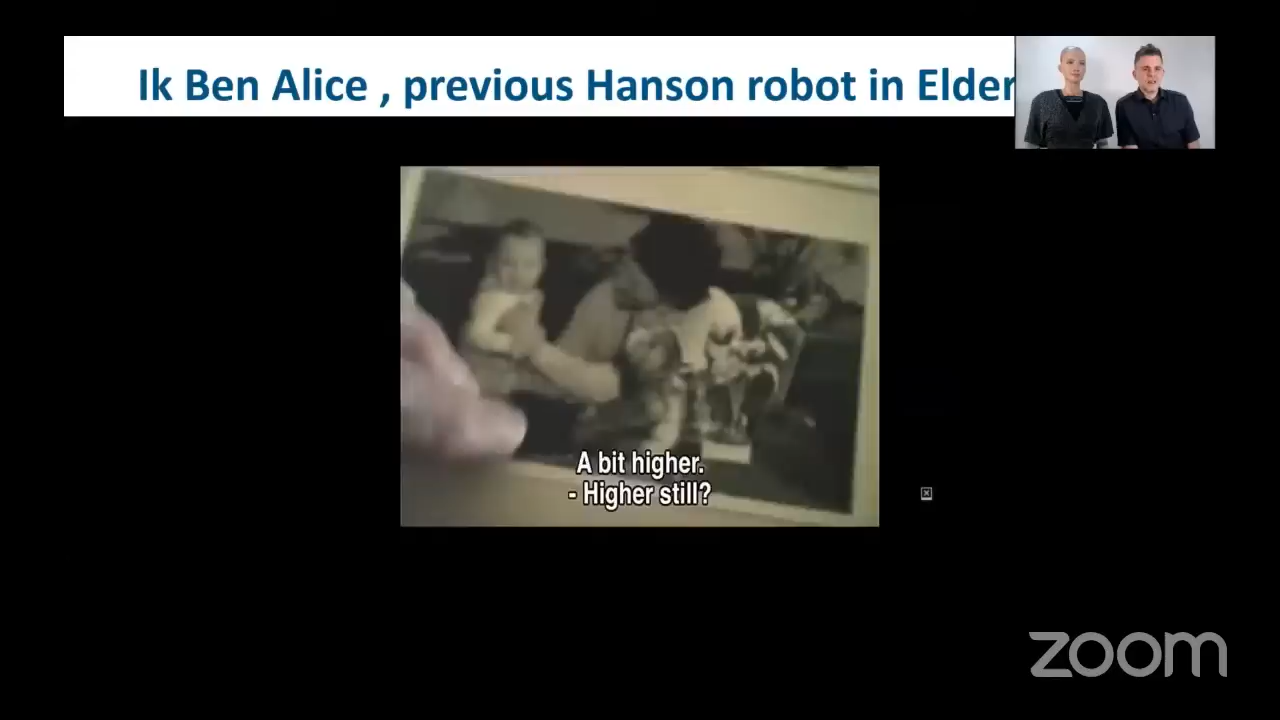 Ik Ben Alice , previous Hanson robot in Elder
A bit higher.
- Higher still?
zoom